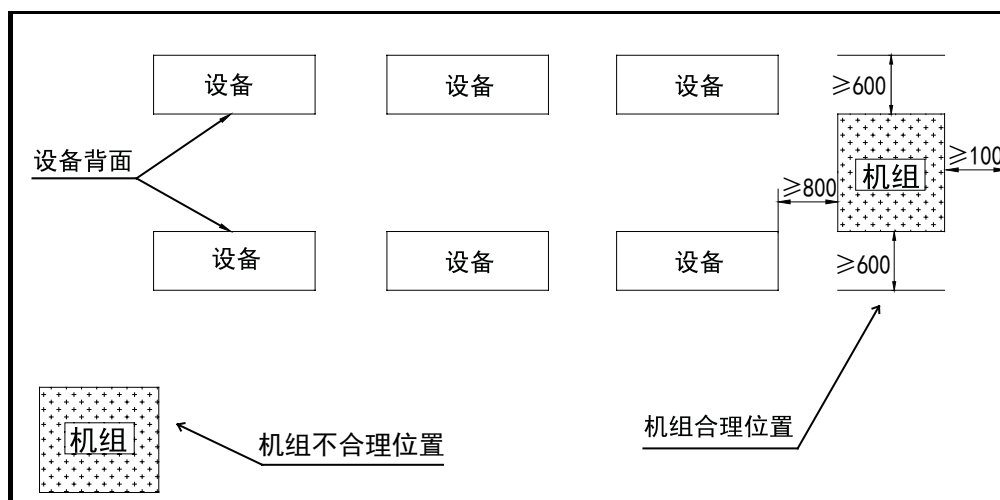 设备 设备 设备
≥600
设备背面
机组
≥100
≥800
设备 设备 设备
≥600
机组合理位置
机组
机组不合理位置